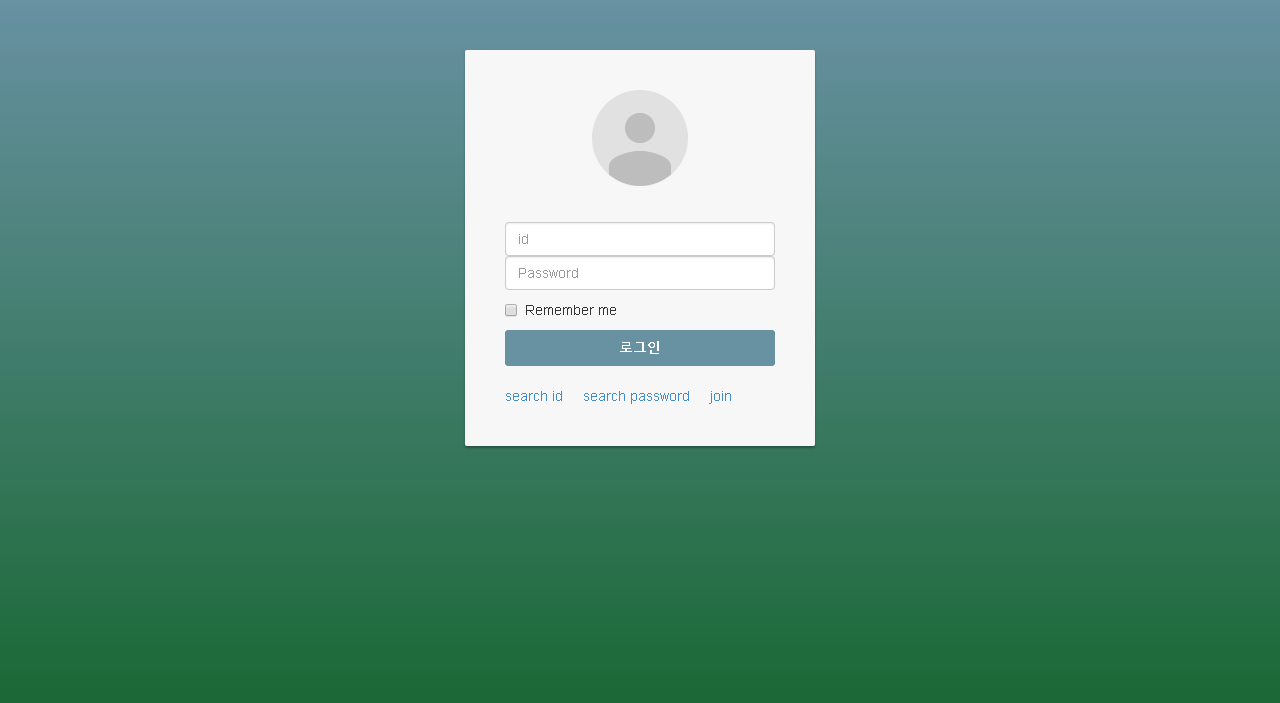 id
Password
Remember me
로그인
search id search password join